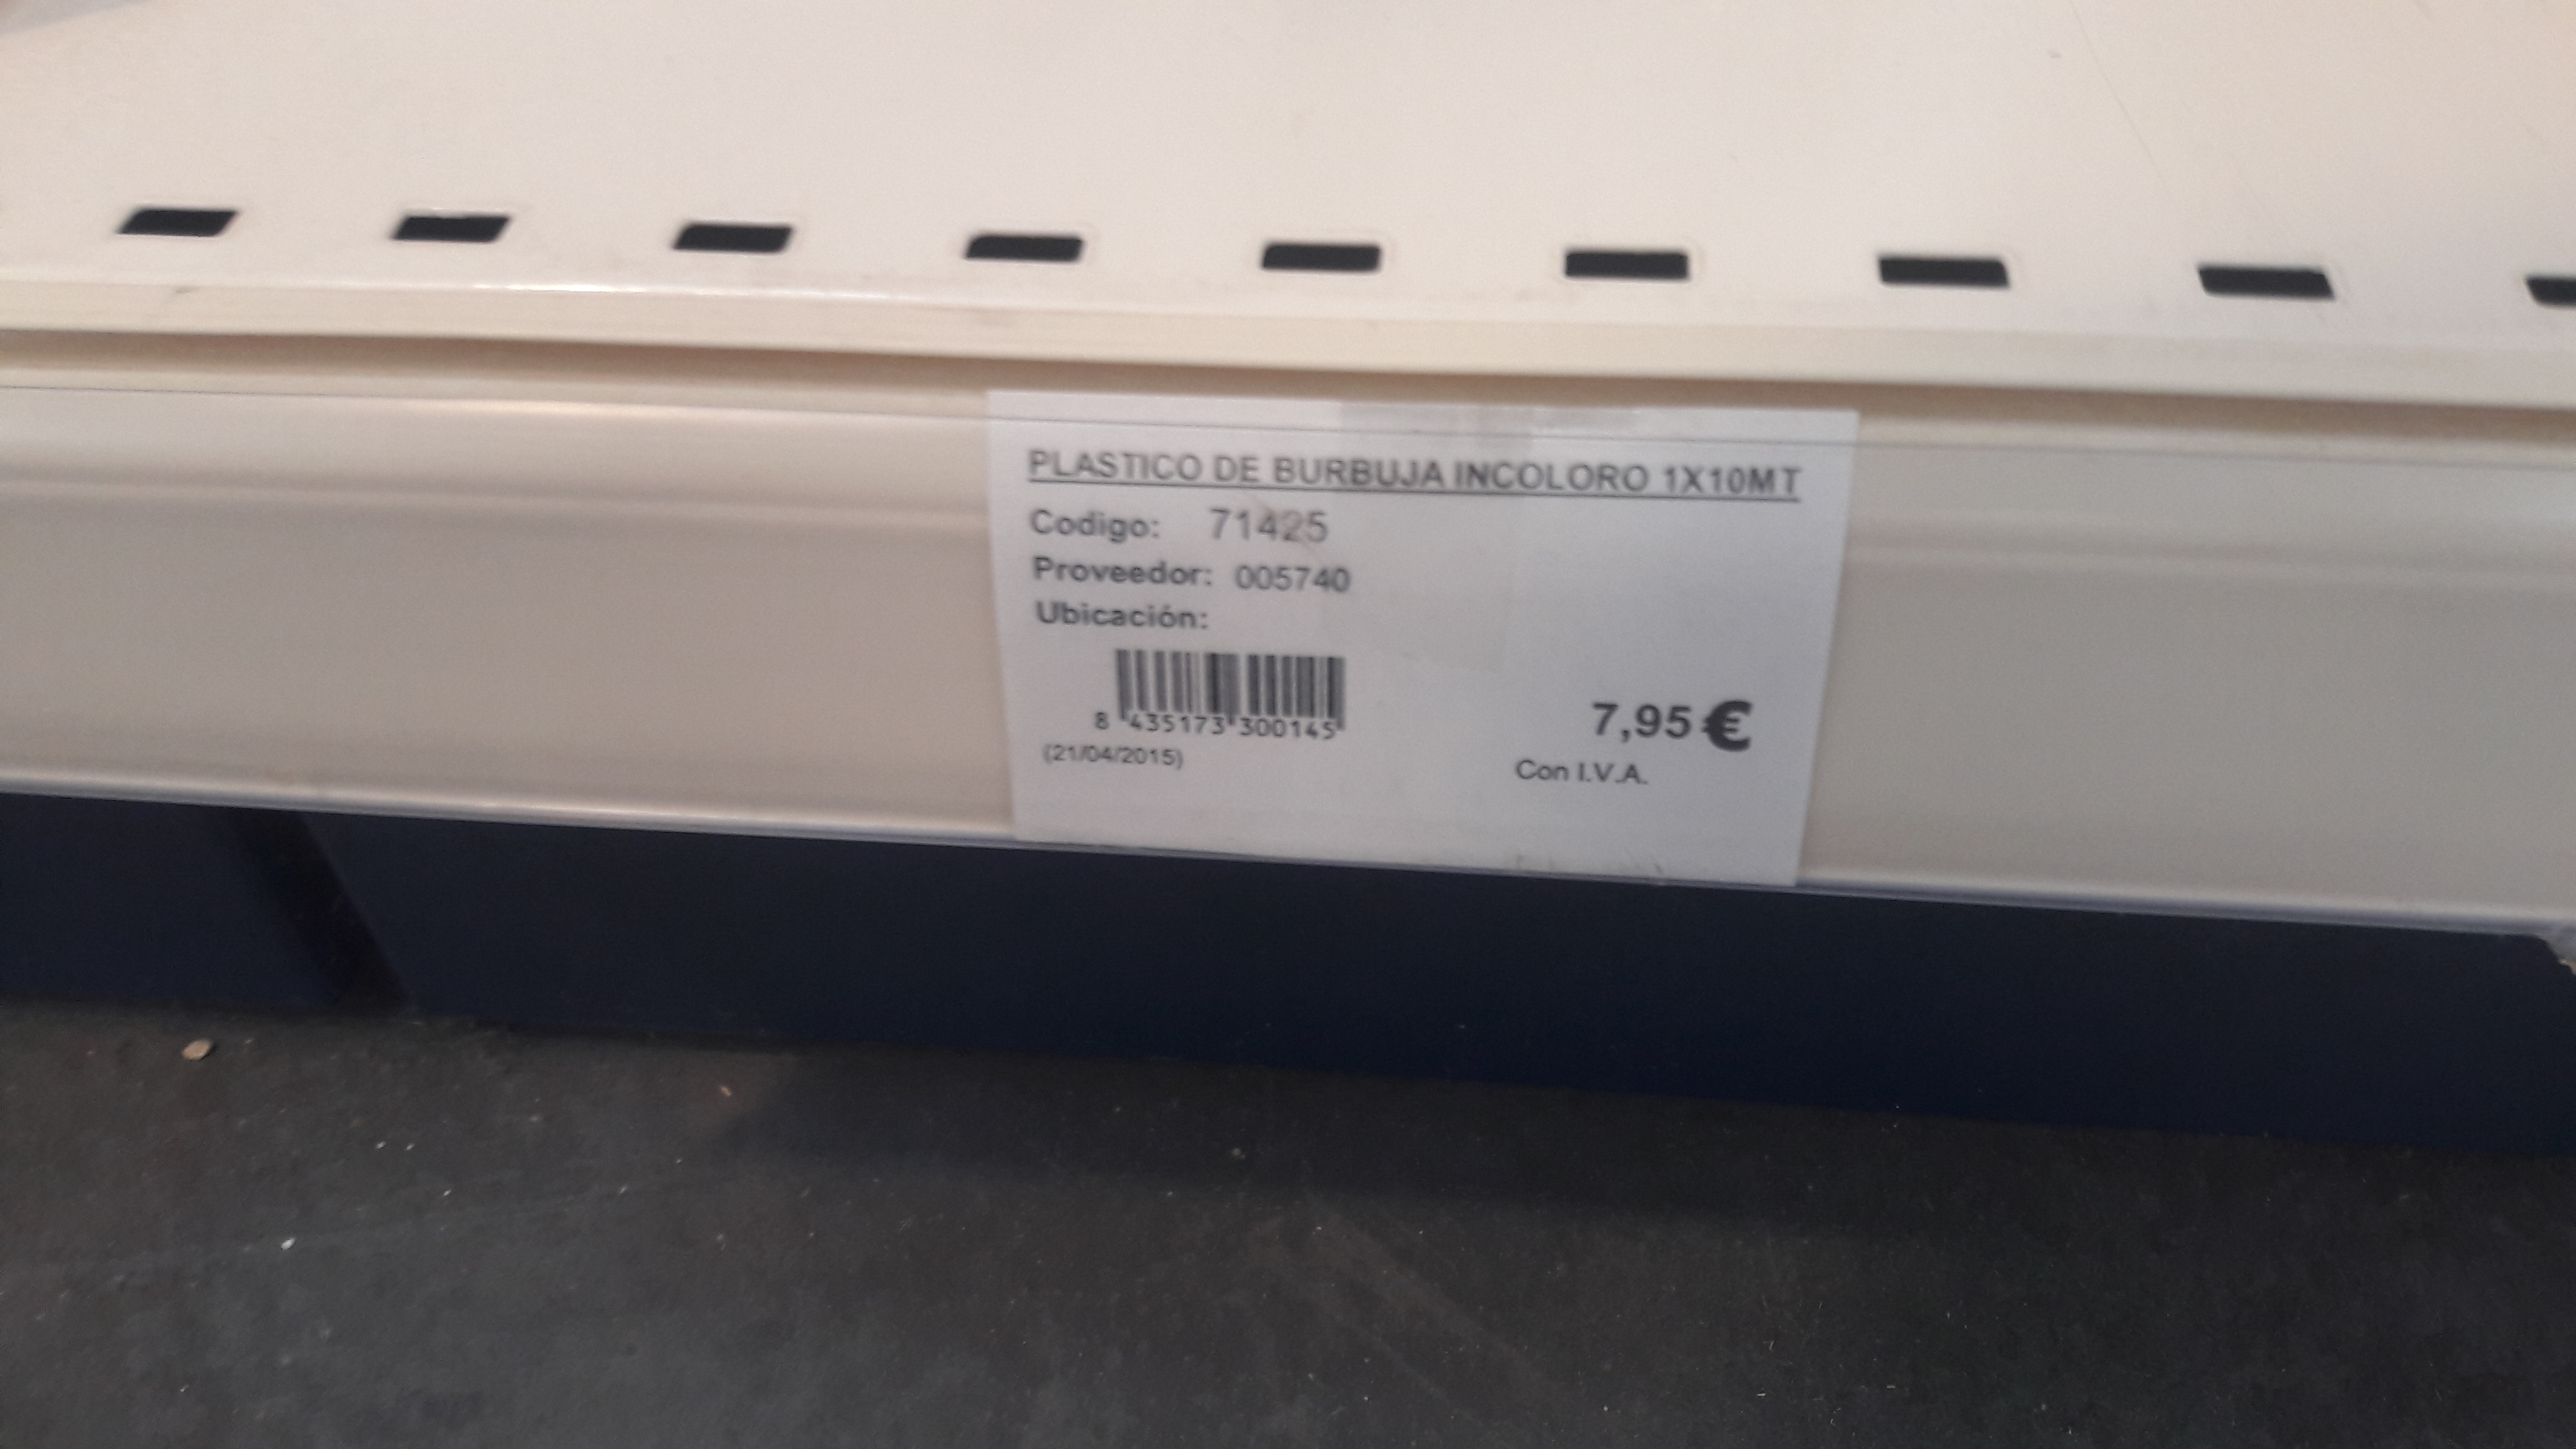 PLASTICO DE BURBUJA INCOLORO 1X10MT
Codigo: 71425
Proveedor: 005740
Ubicación:
8 435173 300145
(21/04/2015)
7,95 €
Con I.V.A.